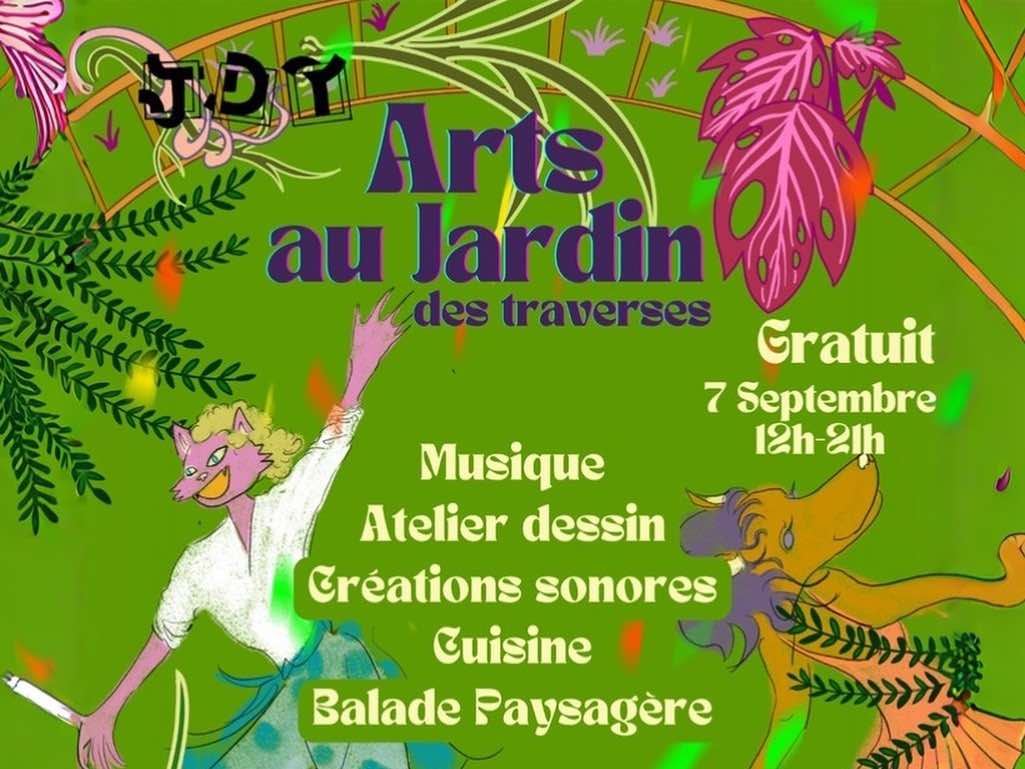 JDY
Arts
au Jardin
des traverses
Gratuit
7 Septembre
12h-21h
Musique
Atelier dessin
Créations sonores
Cuisine
Balade Paysagère